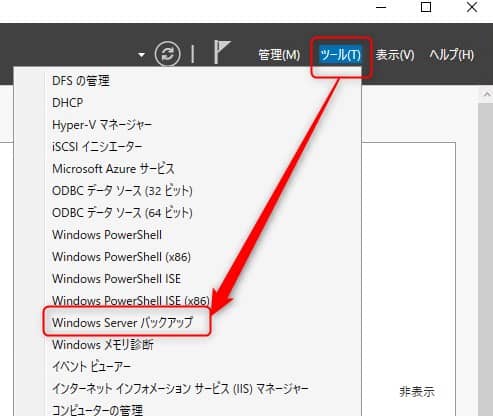 管理(M) ツール(T) 表示(V) ヘルプ(H)
DFS の管理
DHCP
Hyper-V マネージャー
iSCSI イニシエーター
Microsoft Azure サービス
ODBC データ ソース (32 ビット)
ODBC データ ソース (64 ビット)
Windows PowerShell
Windows PowerShell (x86)
Windows PowerShell ISE
Windows PowerShell ISE (x86)
Windows Server バックアップ
Windows メモリ診断
イベント ビューアー
インターネット インフォメーション サービス (IIS) マネージャー
非表示
コンピューターの管理